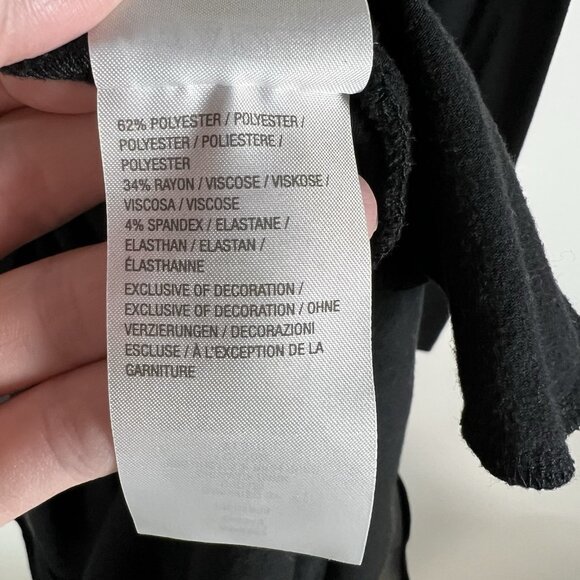 62% POLYESTER / POLYESTER /
POLYESTER / POLIESTERE /
POLYESTER
34% RAYON / VISCOSE / VISKOSE /
VISCOSA / VISCOSE
4% SPANDEX / ELASTANE /
ELASTHAN / ELASTAN /
ÉLASTHANNE
EXCLUSIVE OF DECORATION /
EXCLUSIVE OF DECORATION / OHNE
VERZIERUNGEN / DECORAZIONI
ESCLUSE / À L'EXCEPTION DE LA
GARNITURE